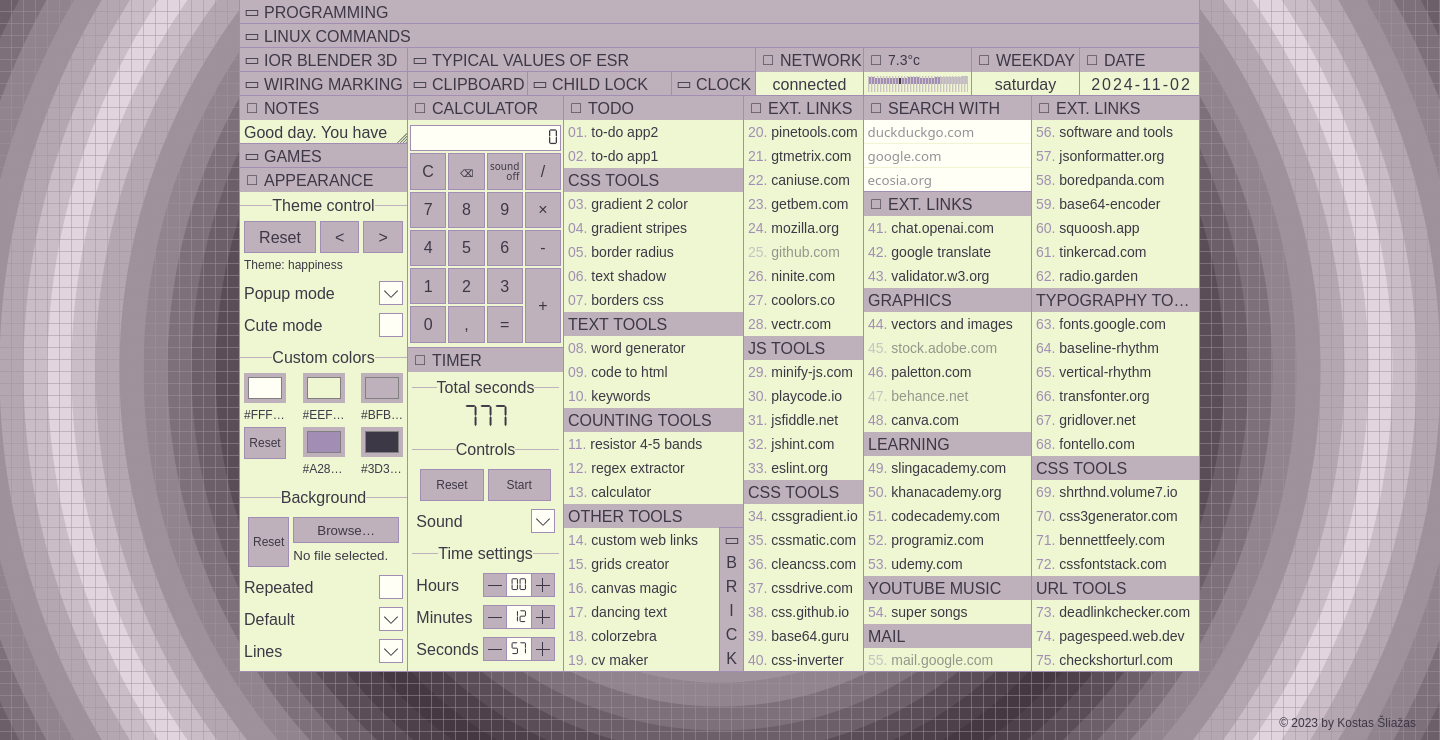 PROGRAMMING
LINUX COMMANDS
IOR BLENDER 3D
TYPICAL VALUES OF ESR
NETWORK
7.3°c
WEEKDAY
DATE
WIRING MARKING
CLIPBOARD
CHILD LOCK
CLOCK
connected
saturday
2024-11-02
NOTES
Good day. You have
GAMES
APPEARANCE
Theme control
Reset < >
Theme: happiness
Popup mode
Cute mode
Custom colors
#FFF… #EEF… #BFB…
Reset
#A28… #3D3…
Background
Reset
Browse…
No file selected.
Repeated
Default
Lines
CALCULATOR
0
C ⌫ sound off /
7 8 9 ×
4 5 6 -
1 2 3 +
0 , =
TIMER
Total seconds
777
Controls
Reset Start
Sound
Time settings
Hours — 00 +
Minutes — 12 +
Seconds — 57 +
TODO
01. to-do app2
02. to-do app1
CSS TOOLS
03. gradient 2 color
04. gradient stripes
05. border radius
06. text shadow
07. borders css
TEXT TOOLS
08. word generator
09. code to html
10. keywords
COUNTING TOOLS
11. resistor 4-5 bands
12. regex extractor
13. calculator
OTHER TOOLS
14. custom web links
15. grids creator
16. canvas magic
17. dancing text
18. colorzebra
19. cv maker
BRICK
EXT. LINKS
20. pinetools.com
21. gtmetrix.com
22. caniuse.com
23. getbem.com
24. mozilla.org
25. github.com
26. ninite.com
27. coolors.co
28. vectr.com
JS TOOLS
29. minify-js.com
30. playcode.io
31. jsfiddle.net
32. jshint.com
33. eslint.org
CSS TOOLS
34. cssgradient.io
35. cssmatic.com
36. cleancss.com
37. cssdrive.com
38. css.github.io
39. base64.guru
40. css-inverter
SEARCH WITH
duckduckgo.com
google.com
ecosia.org
EXT. LINKS
41. chat.openai.com
42. google translate
43. validator.w3.org
GRAPHICS
44. vectors and images
45. stock.adobe.com
46. paletton.com
47. behance.net
48. canva.com
LEARNING
49. slingacademy.com
50. khanacademy.org
51. codecademy.com
52. programiz.com
53. udemy.com
YOUTUBE MUSIC
54. super songs
MAIL
55. mail.google.com
EXT. LINKS
56. software and tools
57. jsonformatter.org
58. boredpanda.com
59. base64-encoder
60. squoosh.app
61. tinkercad.com
62. radio.garden
TYPOGRAPHY TO…
63. fonts.google.com
64. baseline-rhythm
65. vertical-rhythm
66. transfonter.org
67. gridlover.net
68. fontello.com
CSS TOOLS
69. shrthnd.volume7.io
70. css3generator.com
71. bennettfeely.com
72. cssfontstack.com
URL TOOLS
73. deadlinkchecker.com
74. pagespeed.web.dev
75. checkshorturl.com
© 2023 by Kostas Šliažas